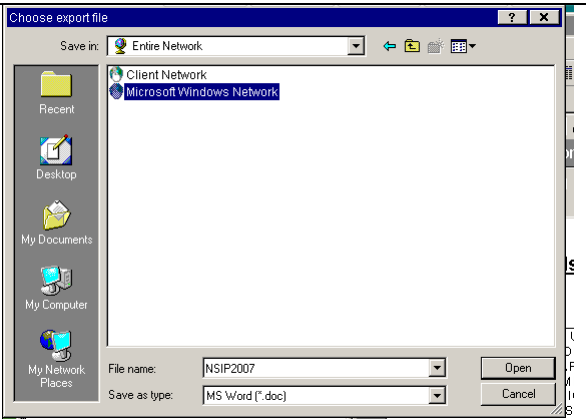 Choose export file
Save in: Entire Network
Client Network
Microsoft Windows Network
Recent
Desktop
My Documents
My Computer
My Network
Places
File name: NSIP2007 Open
Save as type: MS Word (*.doc) Cancel